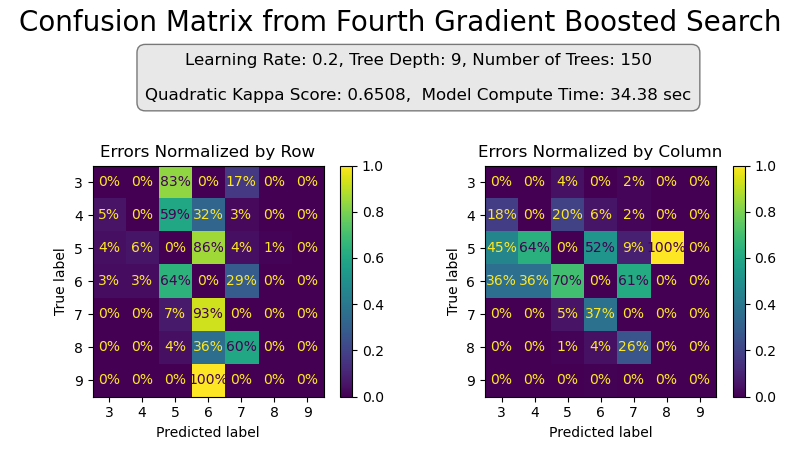 Confusion Matrix from Fourth Gradient Boosted Search
Learning Rate: 0.2, Tree Depth: 9, Number of Trees: 150
Quadratic Kappa Score: 0.6508,  Model Compute Time: 34.38 sec
Errors Normalized by Row
True label
3 0% 0% 83% 0% 17% 0% 0%
4 5% 0% 59% 32% 3% 0% 0%
5 4% 6% 0% 86% 4% 1% 0%
6 3% 3% 64% 0% 29% 0% 0%
7 0% 0% 7% 93% 0% 0% 0%
8 0% 0% 4% 36% 60% 0% 0%
9 0% 0% 0% 100% 0% 0% 0%
3 4 5 6 7 8 9
Predicted label
1.0
0.8
0.6
0.4
0.2
0.0
Errors Normalized by Column
True label
3 0% 0% 4% 0% 2% 0% 0%
4 18% 0% 20% 6% 2% 0% 0%
5 45% 64% 0% 52% 9% 100% 0%
6 36% 36% 70% 0% 61% 0% 0%
7 0% 0% 5% 37% 0% 0% 0%
8 0% 0% 1% 4% 26% 0% 0%
9 0% 0% 0% 0% 0% 0% 0%
3 4 5 6 7 8 9
Predicted label
1.0
0.8
0.6
0.4
0.2
0.0